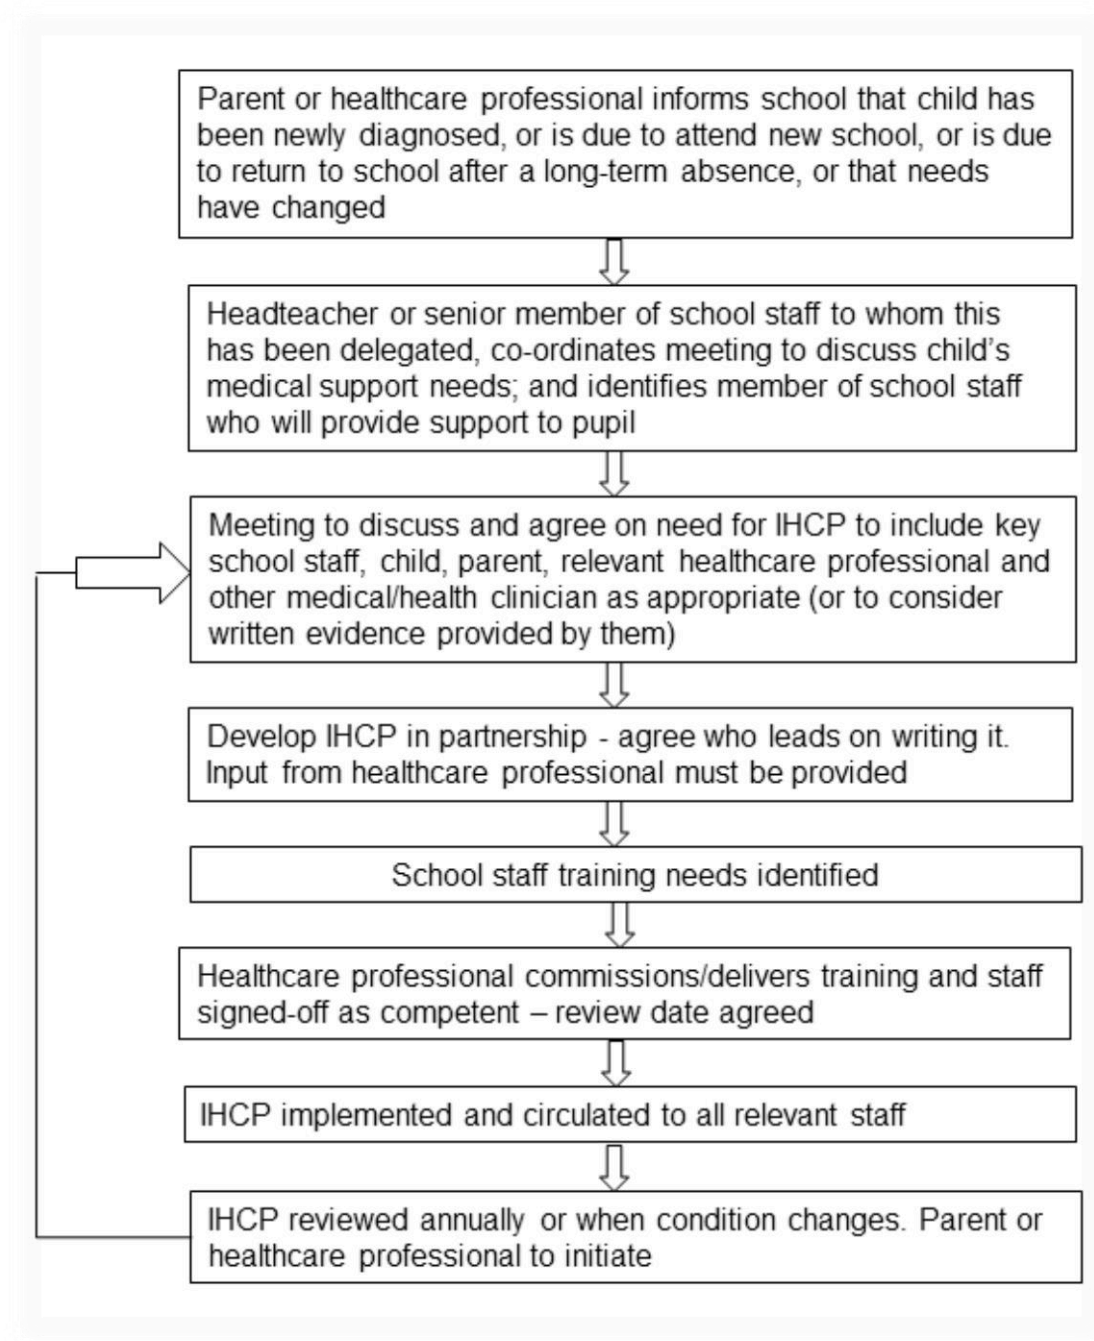 Parent or healthcare professional informs school that child has
been newly diagnosed, or is due to attend new school, or is due
to return to school after a long-term absence, or that needs
have changed
Headteacher or senior member of school staff to whom this
has been delegated, co-ordinates meeting to discuss child's
medical support needs; and identifies member of school staff
who will provide support to pupil
Meeting to discuss and agree on need for IHCP to include key
school staff, child, parent, relevant healthcare professional and
other medical/health clinician as appropriate (or to consider
written evidence provided by them)
Develop IHCP in partnership - agree who leads on writing it.
Input from healthcare professional must be provided
School staff training needs identified
Healthcare professional commissions/delivers training and staff
signed-off as competent – review date agreed
IHCP implemented and circulated to all relevant staff
IHCP reviewed annually or when condition changes. Parent or
healthcare professional to initiate